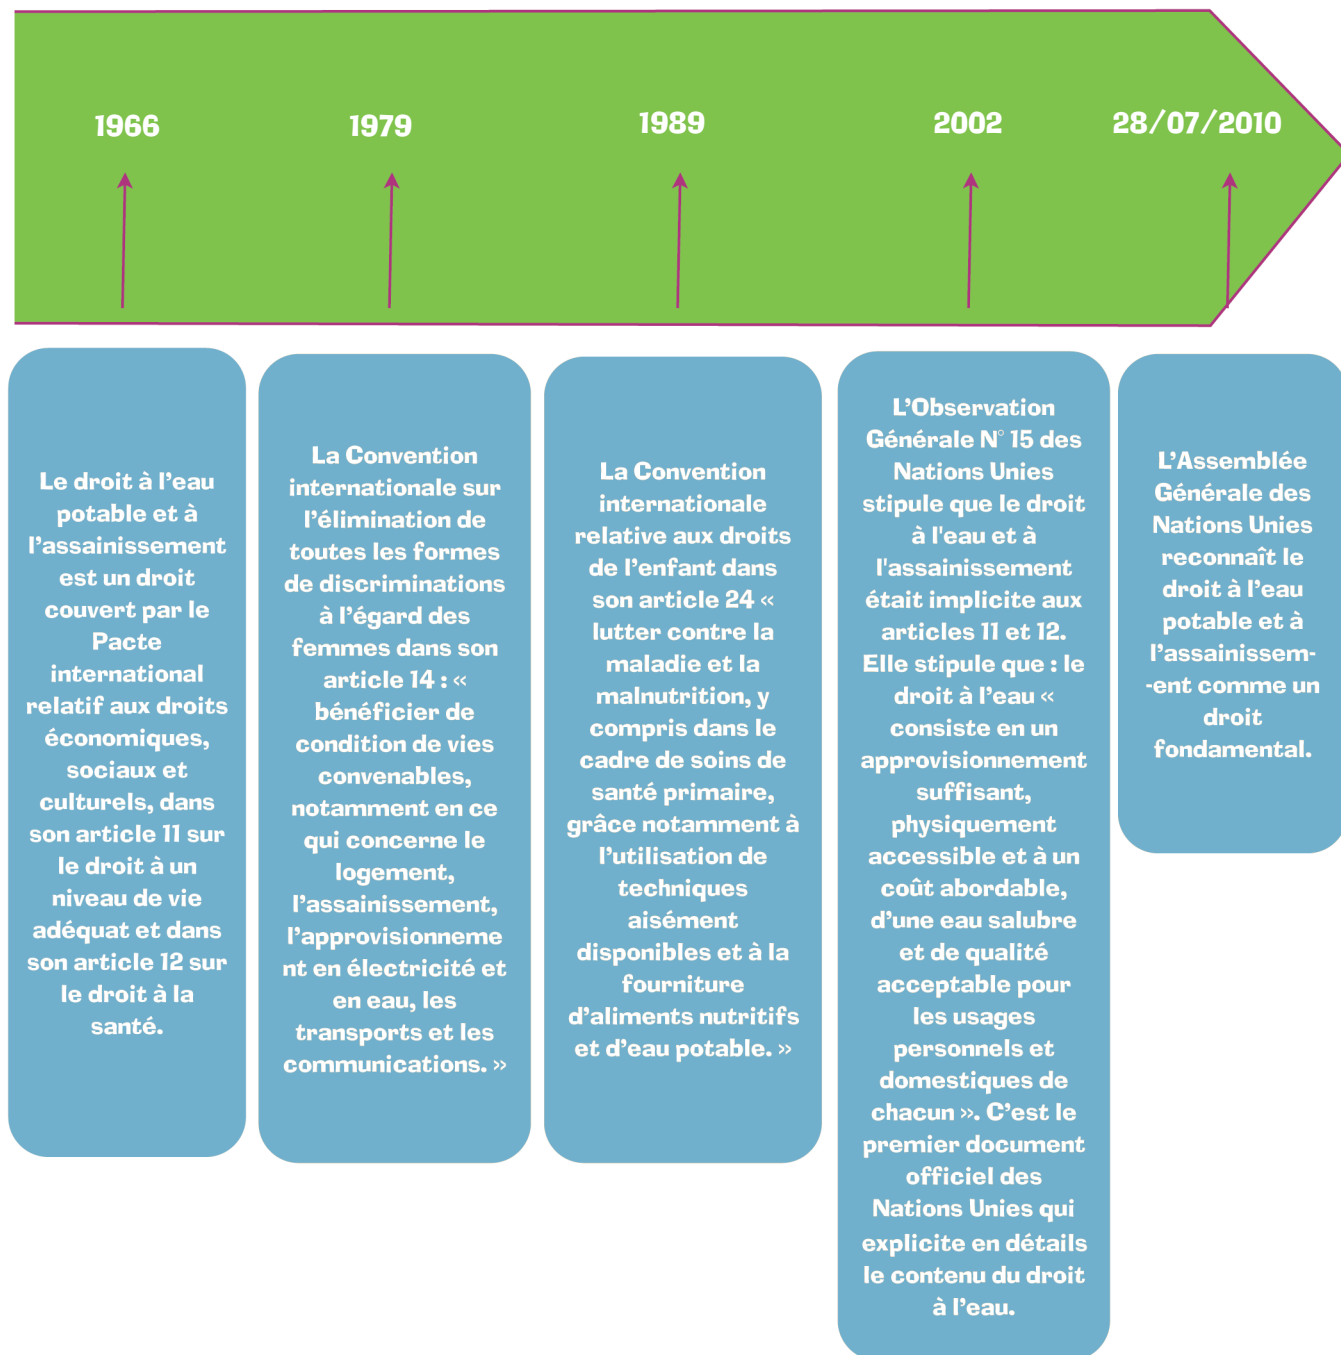 1966
1979
1989
2002
28/07/2010
Le droit à l'eau
potable et à
l'assainissement
est un droit
couvert par le
Pacte
international
relatif aux droits
économiques,
sociaux et
culturels, dans
son article 11 sur
le droit à un
niveau de vie
adéquat et dans
son article 12 sur
le droit à la
santé.
La Convention
internationale sur
l'élimination de
toutes les formes
de discriminations
à l'égard des
femmes dans son
article 14 : «
bénéficier de
condition de vies
convenables,
notamment en ce
qui concerne le
logement,
l'assainissement,
l'approvisionneme
nt en électricité et
en eau, les
transports et les
communications. »
La Convention
internationale
relative aux droits
de l'enfant dans
son article 24 «
lutter contre la
maladie et la
malnutrition, y
compris dans le
cadre de soins de
santé primaire,
grâce notamment à
l'utilisation de
techniques
aisément
disponibles et à la
fourniture
d'aliments nutritifs
et d'eau potable. »
L'Observation
Générale N° 15 des
Nations Unies
stipule que le droit
à l'eau et à
l'assainissement
était implicite aux
articles 11 et 12.
Elle stipule que : le
droit à l'eau «
consiste en un
approvisionnement
suffisant,
physiquement
accessible et à un
coût abordable,
d'une eau salubre
et de qualité
acceptable pour
les usages
personnels et
domestiques de
chacun ». C'est le
premier document
officiel des
Nations Unies qui
explicite en détails
le contenu du droit
à l'eau.
L'Assemblée
Générale des
Nations Unies
reconnaît le
droit à l'eau
potable et à
l'assainissem-
-ent comme un
droit
fondamental.